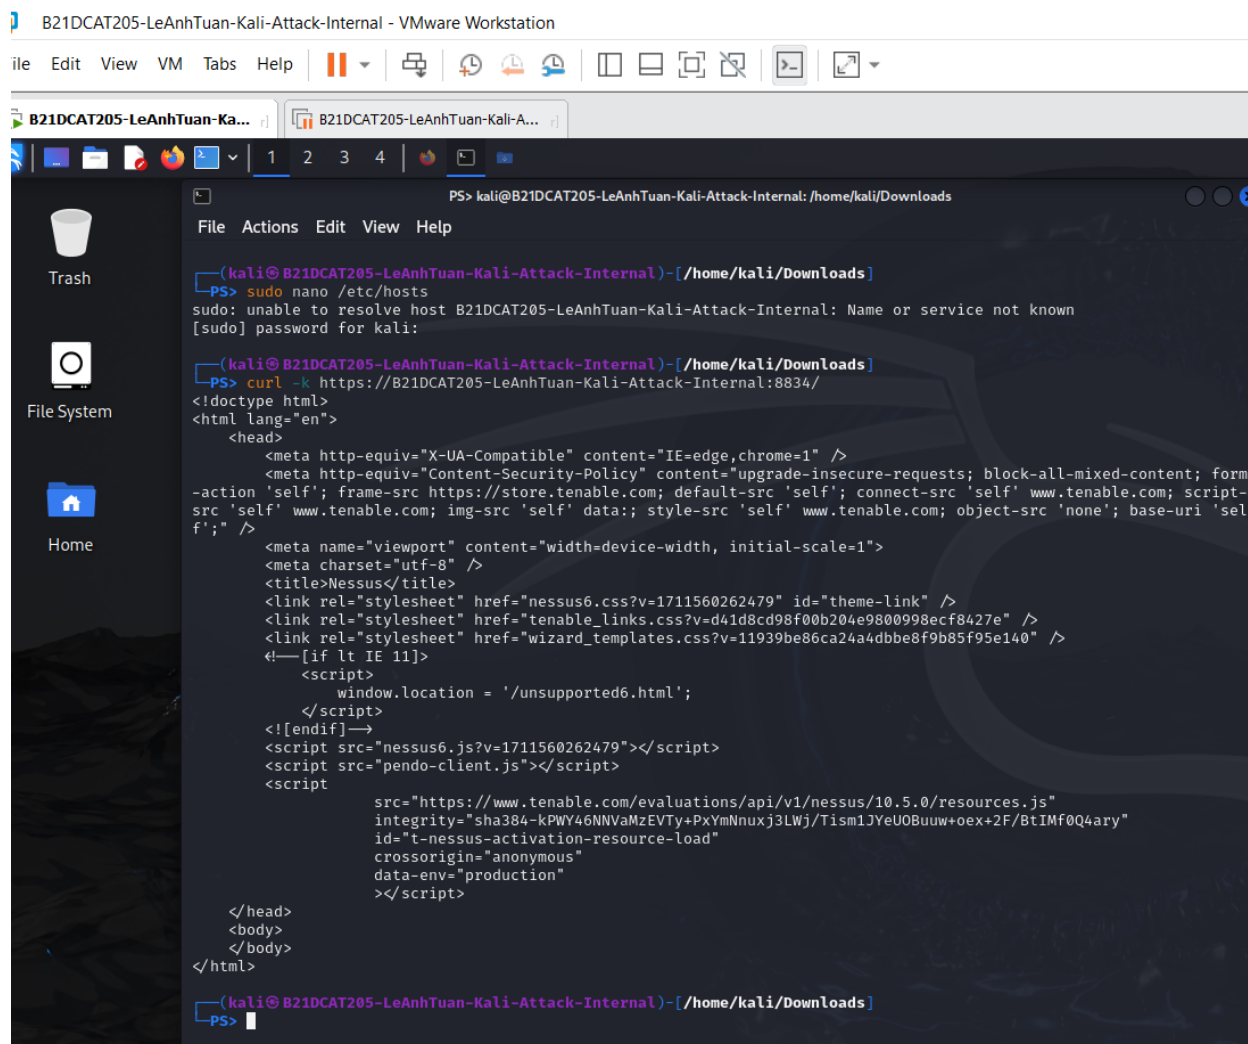 B21DCAT205-LeAnhTuan-Kali-Attack-Internal - VMware Workstation
ile Edit View VM Tabs Help
B21DCAT205-LeAnhTuan-Ka...
B21DCAT205-LeAnhTuan-Kali-A...
1 2 3 4
PS> kali@B21DCAT205-LeAnhTuan-Kali-Attack-Internal: /home/kali/Downloads
File Actions Edit View Help
Trash
File System
Home
┌──(kali㉿B21DCAT205-LeAnhTuan-Kali-Attack-Internal)-[/home/kali/Downloads]
└─PS> sudo nano /etc/hosts
sudo: unable to resolve host B21DCAT205-LeAnhTuan-Kali-Attack-Internal: Name or service not known
[sudo] password for kali:
┌──(kali㉿B21DCAT205-LeAnhTuan-Kali-Attack-Internal)-[/home/kali/Downloads]
└─PS> curl -k https://B21DCAT205-LeAnhTuan-Kali-Attack-Internal:8834/
<!doctype html>
<html lang="en">
    <head>
        <meta http-equiv="X-UA-Compatible" content="IE=edge,chrome=1" />
        <meta http-equiv="Content-Security-Policy" content="upgrade-insecure-requests; block-all-mixed-content; form
-action 'self'; frame-src https://store.tenable.com; default-src 'self'; connect-src 'self' www.tenable.com; script-
src 'self' www.tenable.com; img-src 'self' data:; style-src 'self' www.tenable.com; object-src 'none'; base-uri 'sel
f';" />
        <meta name="viewport" content="width=device-width, initial-scale=1">
        <meta charset="utf-8" />
        <title>Nessus</title>
        <link rel="stylesheet" href="nessus6.css?v=1711560262479" id="theme-link" />
        <link rel="stylesheet" href="tenable_links.css?v=d41d8cd98f00b204e9800998ecf8427e" />
        <link rel="stylesheet" href="wizard_templates.css?v=11939be86ca24a4dbbe8f9b85f95e140" />
        <!--[if lt IE 11]>
            <script>
                window.location = '/unsupported6.html';
            </script>
        <![endif]-->
        <script src="nessus6.js?v=1711560262479"></script>
        <script src="pendo-client.js"></script>
        <script
                    src="https://www.tenable.com/evaluations/api/v1/nessus/10.5.0/resources.js"
                    integrity="sha384-kPWY46NNVaMzEVTy+PxYmNnuxj3LWj/Tism1JYeUOBuuw+oex+2F/BtIMf0Q4ary"
                    id="t-nessus-activation-resource-load"
                    crossorigin="anonymous"
                    data-env="production"
                    ></script>
    </head>
    <body>
    </body>
</html>
┌──(kali㉿B21DCAT205-LeAnhTuan-Kali-Attack-Internal)-[/home/kali/Downloads]
└─PS>